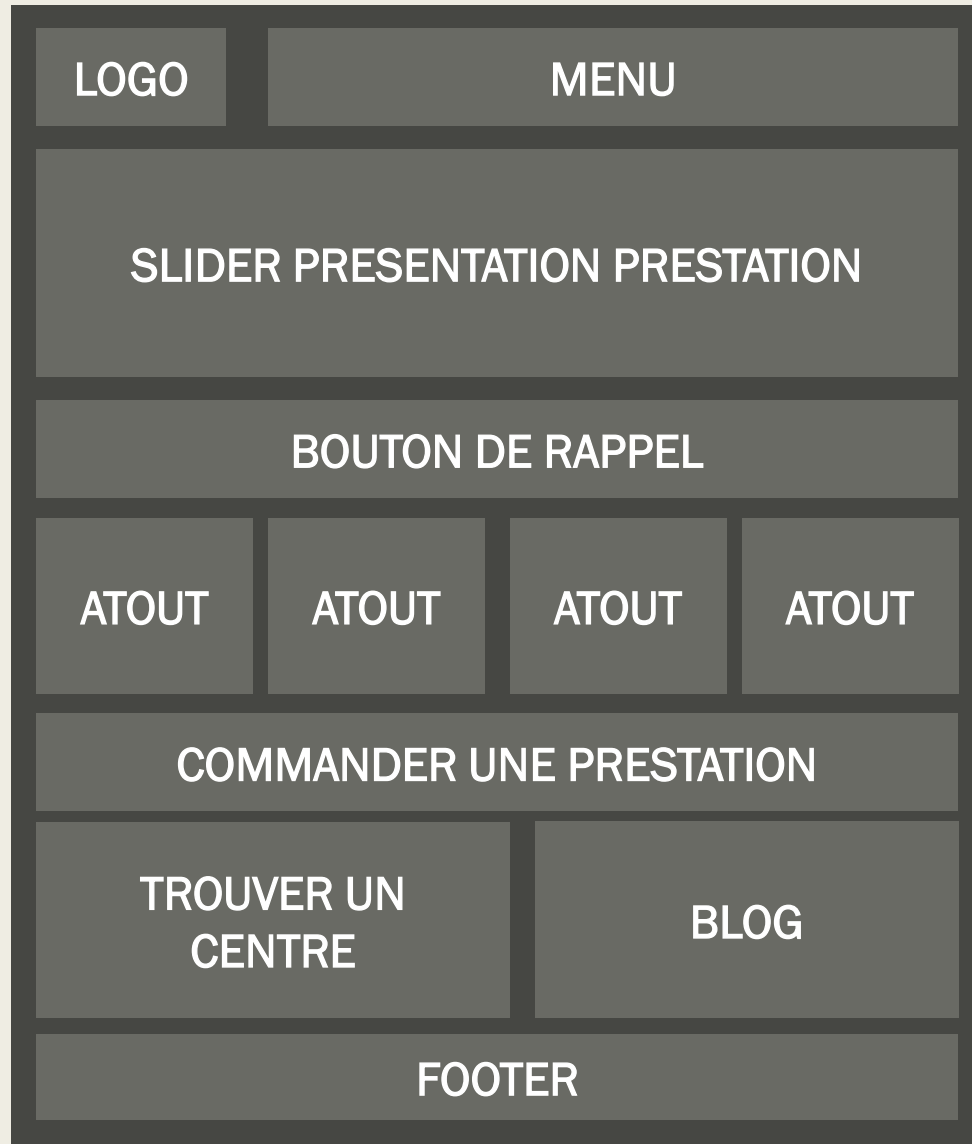 LOGO
MENU
SLIDER PRESENTATION PRESTATION
BOUTON DE RAPPEL
ATOUT
ATOUT
ATOUT
ATOUT
COMMANDER UNE PRESTATION
TROUVER UN
CENTRE
BLOG
FOOTER